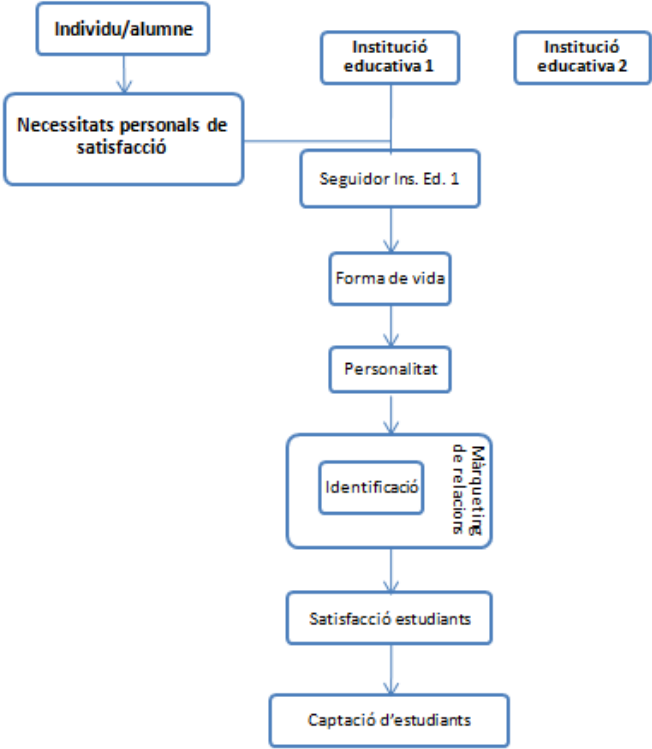 Individu/alumne
Institució
educativa 1
Institució
educativa 2
Necessitats personals de
satisfacció
Seguidor Ins. Ed. 1
Forma de vida
Personalitat
Màrqueting
de relacions
Identificació
Satisfacció estudiants
Captació d'estudiants